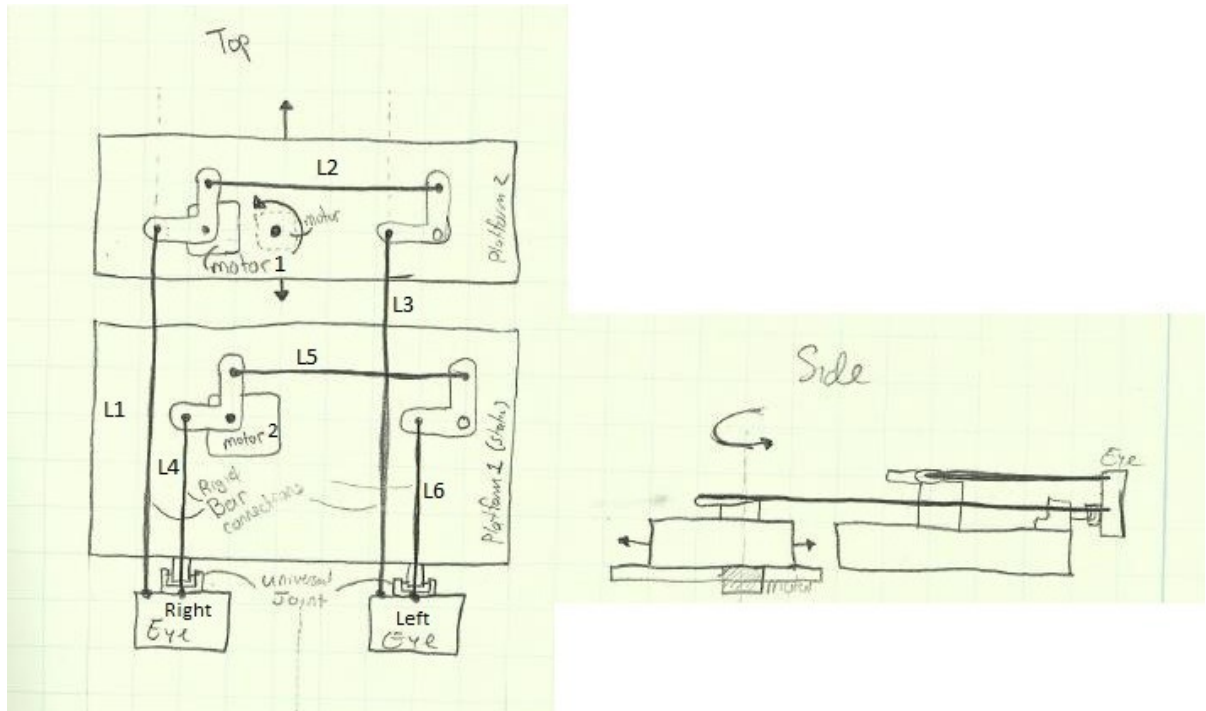 Top
L2
motor
motor 1
Platform 2
L3
L5
L1
motor 2
L4
L6
Rigid
Bar
connections
Platform 1 (static)
universal
Joint
Right
Eye
Left
Eye
Side
Eye
motor